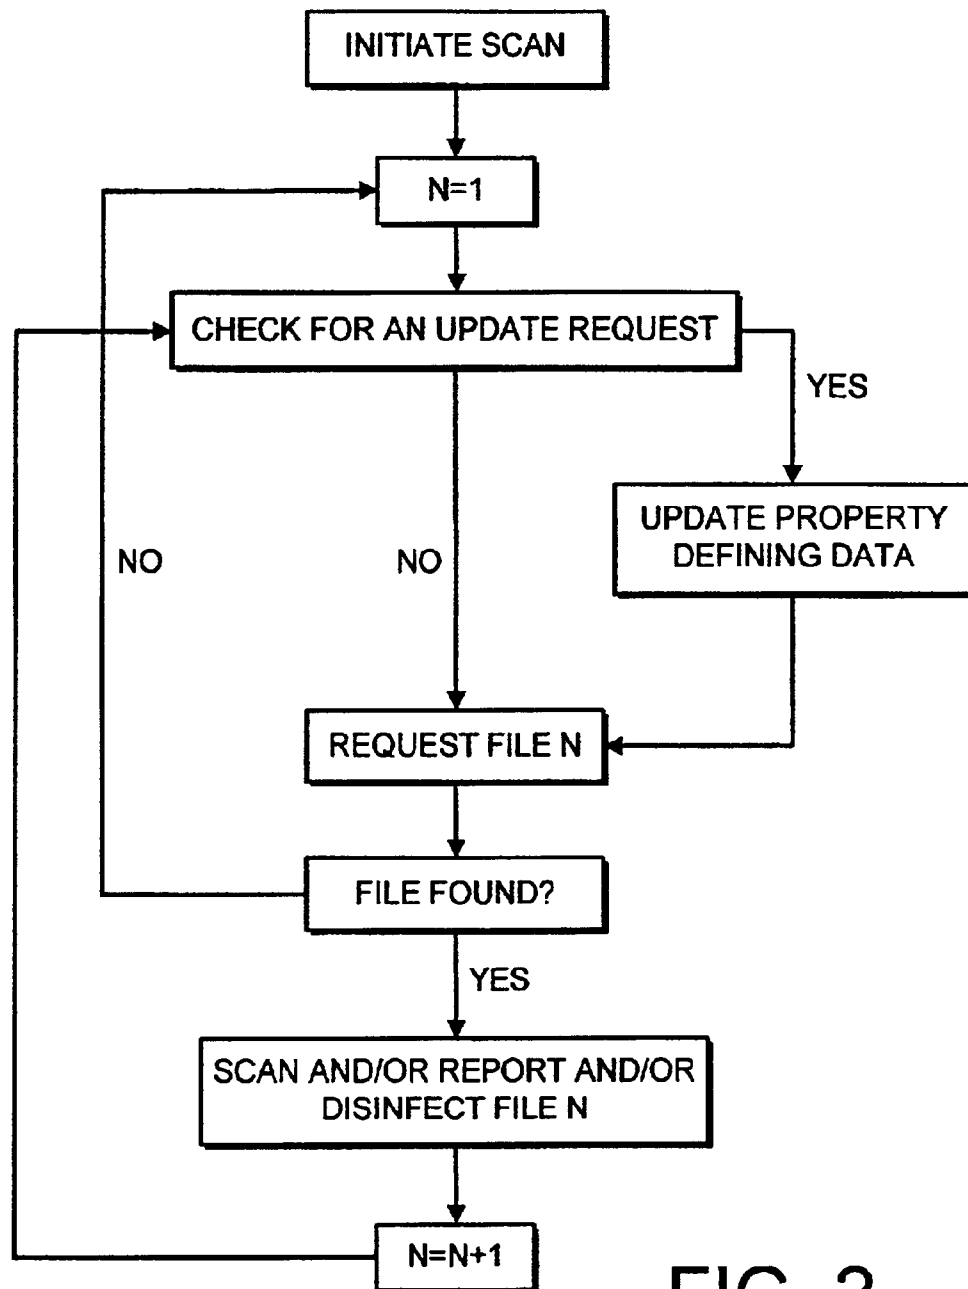 INITIATE SCAN
N=1
CHECK FOR AN UPDATE REQUEST
YES
UPDATE PROPERTY
DEFINING DATA
NO
NO
REQUEST FILE N
FILE FOUND?
YES
SCAN AND/OR REPORT AND/OR
DISINFECT FILE N
N=N+1